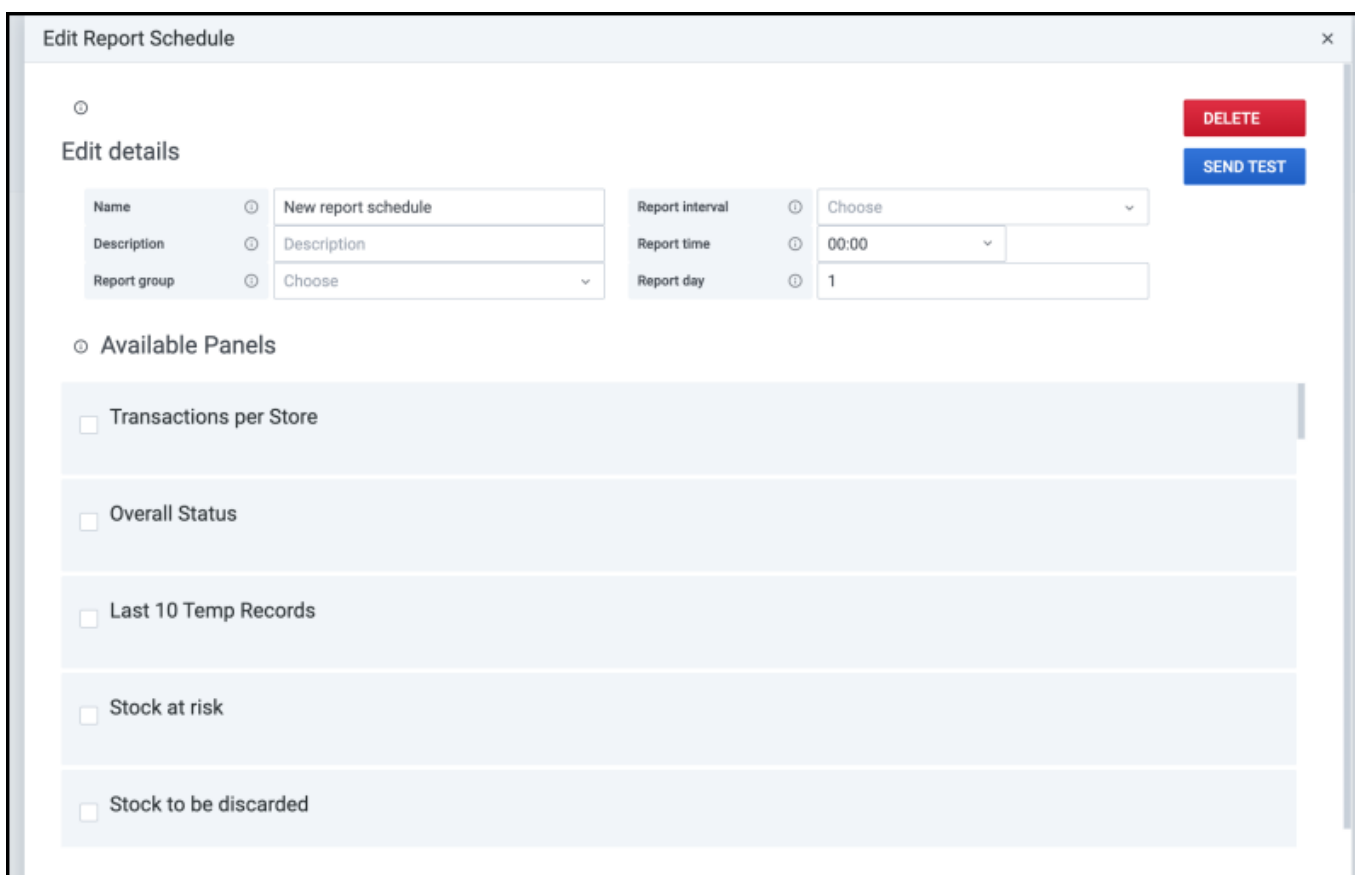 Edit Report Schedule
DELETE
Edit details
SEND TEST
Name New report schedule Report interval Choose
Description Description Report time 00:00
Report group Choose Report day 1
Available Panels
Transactions per Store
Overall Status
Last 10 Temp Records
Stock at risk
Stock to be discarded